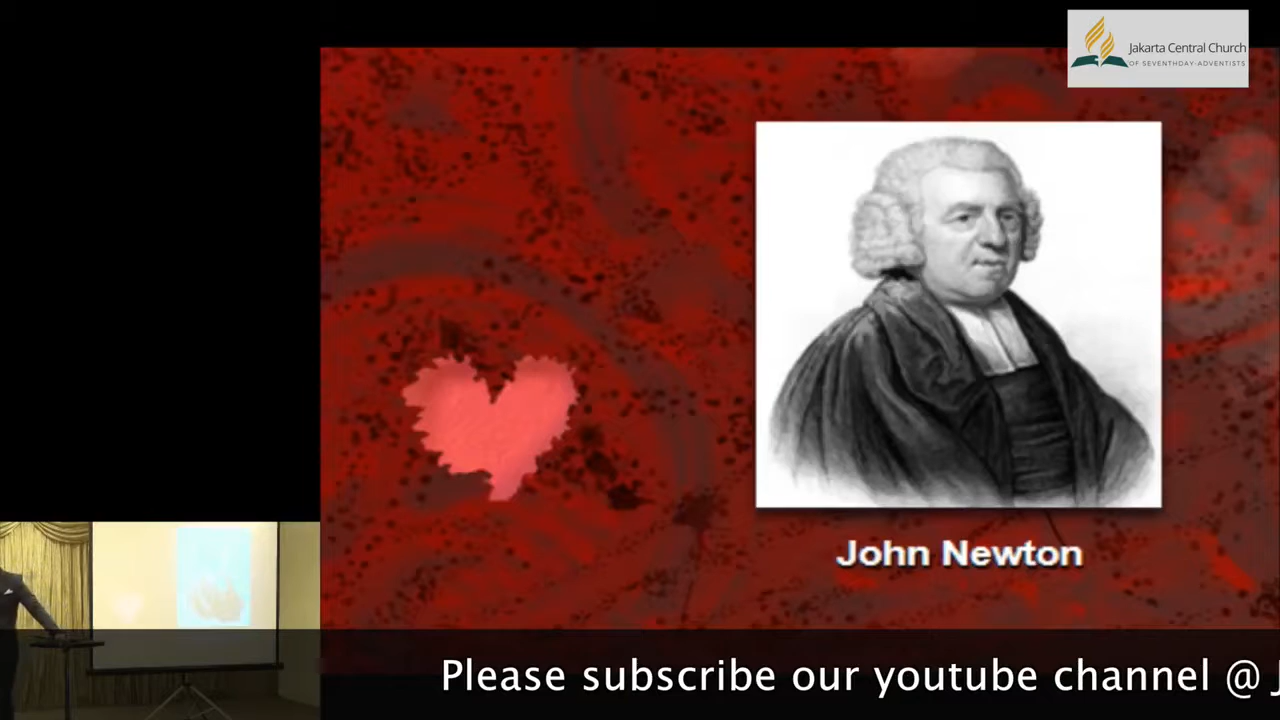 Jakarta Central Church
OF SEVENTHDAY-ADVENTISTS
John Newton
Please subscribe our youtube channel @